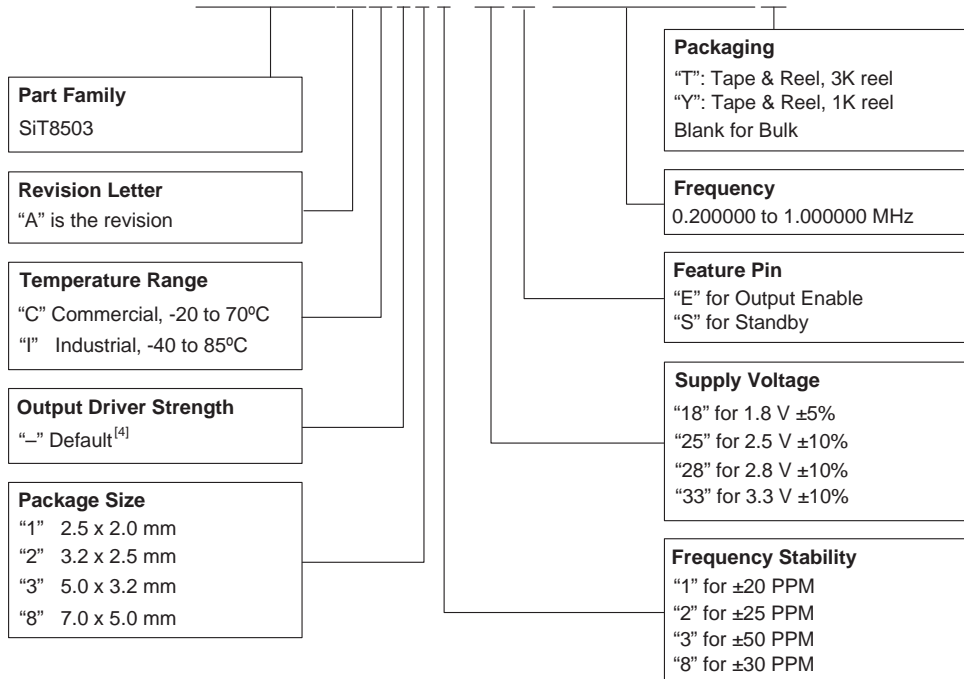 Part Family
SiT8503
Revision Letter
“A” is the revision
Temperature Range
“C” Commercial, -20 to 70ºC
“I” Industrial, -40 to 85ºC
Output Driver Strength
“–” Default[4]
Package Size
“1” 2.5 x 2.0 mm
“2” 3.2 x 2.5 mm
“3” 5.0 x 3.2 mm
“8” 7.0 x 5.0 mm
Packaging
“T”: Tape & Reel, 3K reel
“Y”: Tape & Reel, 1K reel
Blank for Bulk
Frequency
0.200000 to 1.000000 MHz
Feature Pin
“E” for Output Enable
“S” for Standby
Supply Voltage
“18” for 1.8 V ±5%
“25” for 2.5 V ±10%
“28” for 2.8 V ±10%
“33” for 3.3 V ±10%
Frequency Stability
“1” for ±20 PPM
“2” for ±25 PPM
“3” for ±50 PPM
“8” for ±30 PPM